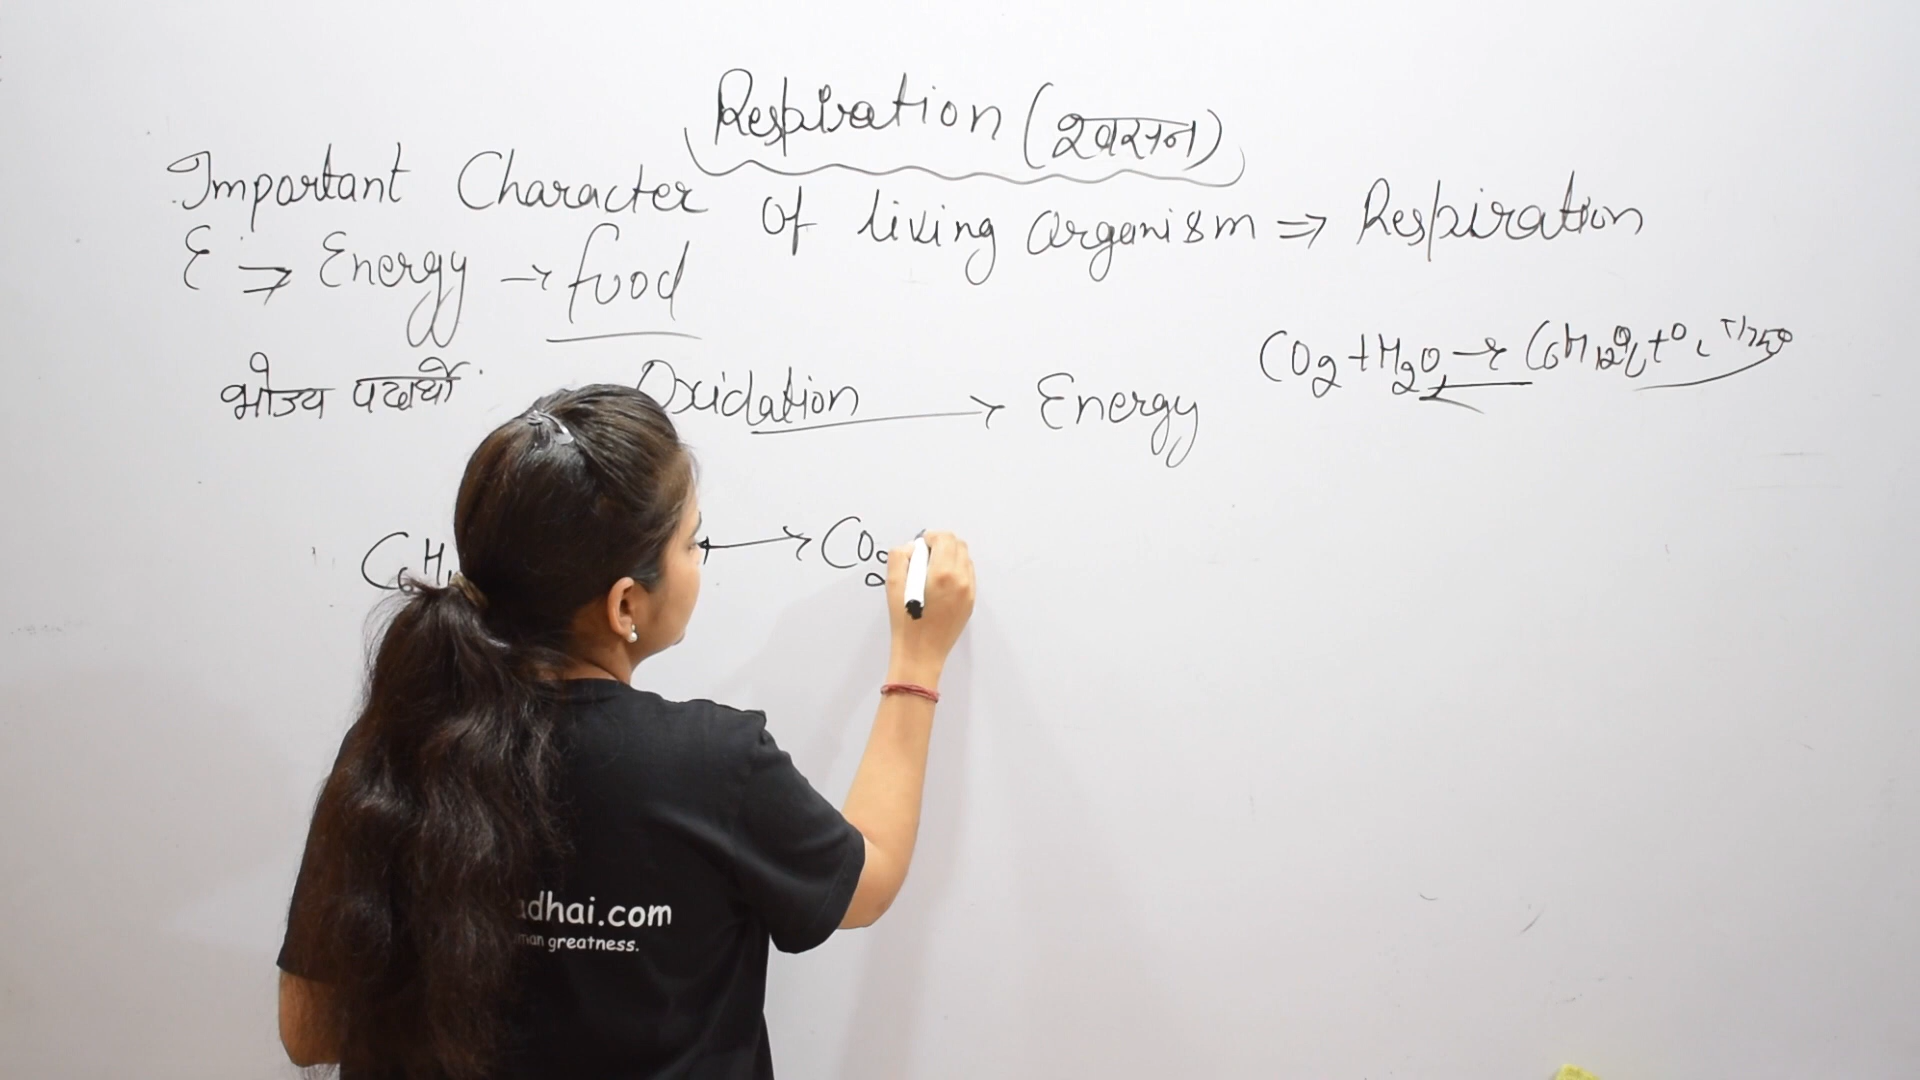 Respiration (श्वसन)
Important Character of living organism ⇒ Respiration
E ⇒ Energy → food
CO2 + H2O → C6H12O6 + O2
भोज्य पदार्थो Oxidation → Energy
C6H → CO2
adhai.com
man greatness.